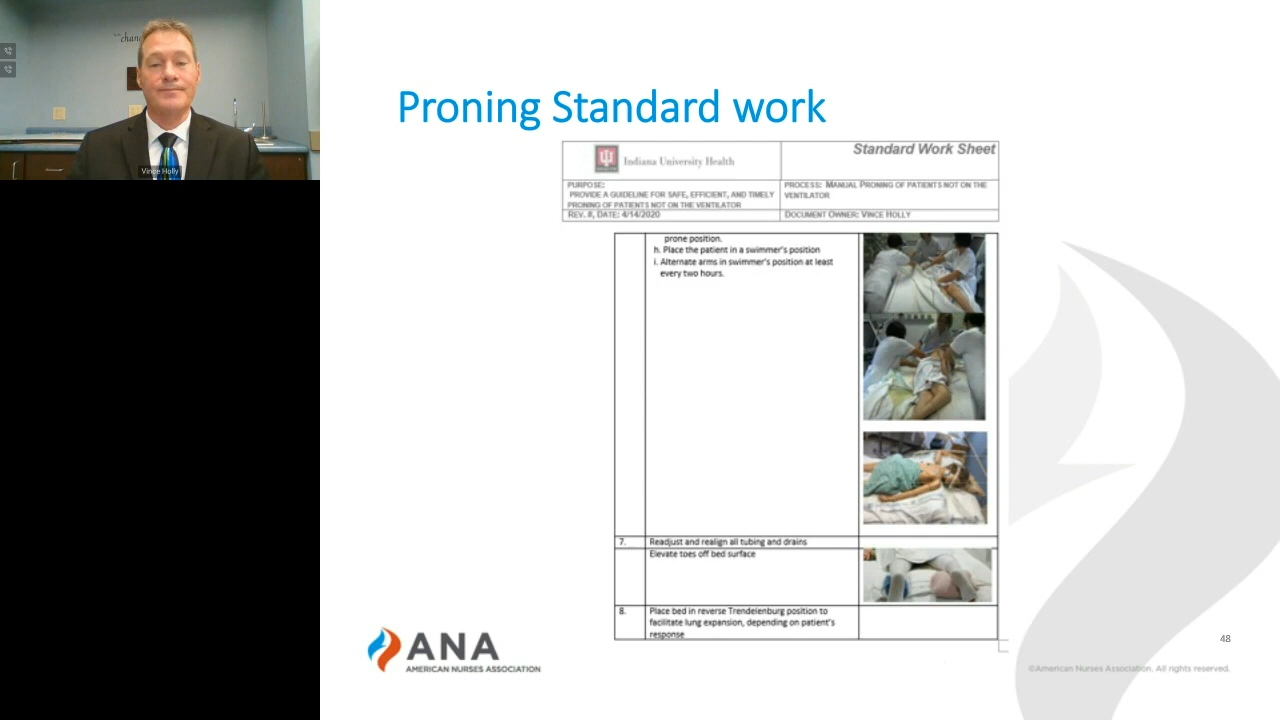 chan
Vince Holly
Proning Standard work
Indiana University Health
Standard Work Sheet
PURPOSE:
PROVIDE A GUIDELINE FOR SAFE, EFFICIENT, AND TIMELY
PRONING OF PATIENTS NOT ON THE VENTILATOR
PROCESS: MANUAL PRONING OF PATIENTS NOT ON THE
VENTILATOR
REV. #, DATE: 4/14/2020
DOCUMENT OWNER: VINCE HOLLY
prone position.
h. Place the patient in a swimmer's position
i. Alternate arms in swimmer's position at least
every two hours.
7. Readjust and realign all tubing and drains
Elevate toes off bed surface
8. Place bed in reverse Trendelenburg position to
facilitate lung expansion, depending on patient's
response
ANA
AMERICAN NURSES ASSOCIATION
48
©American Nurses Association. All rights reserved.